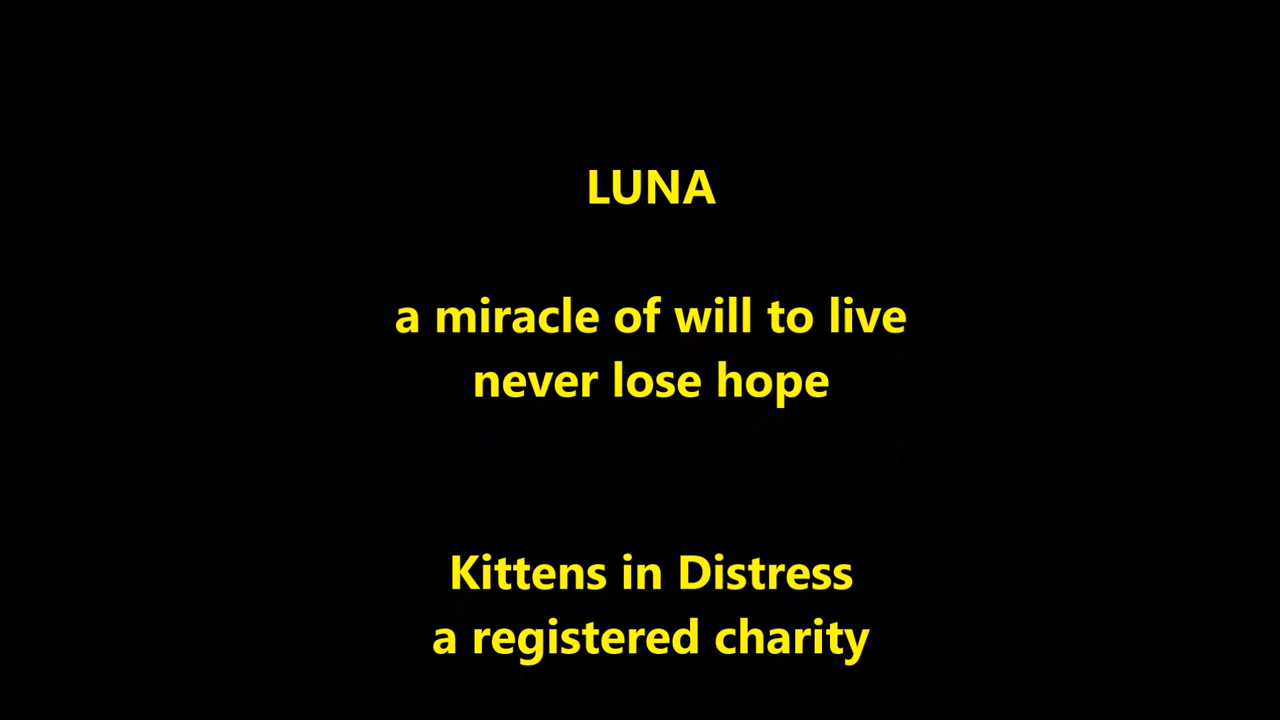 LUNA
a miracle of will to live
never lose hope
Kittens in Distress
a registered charity